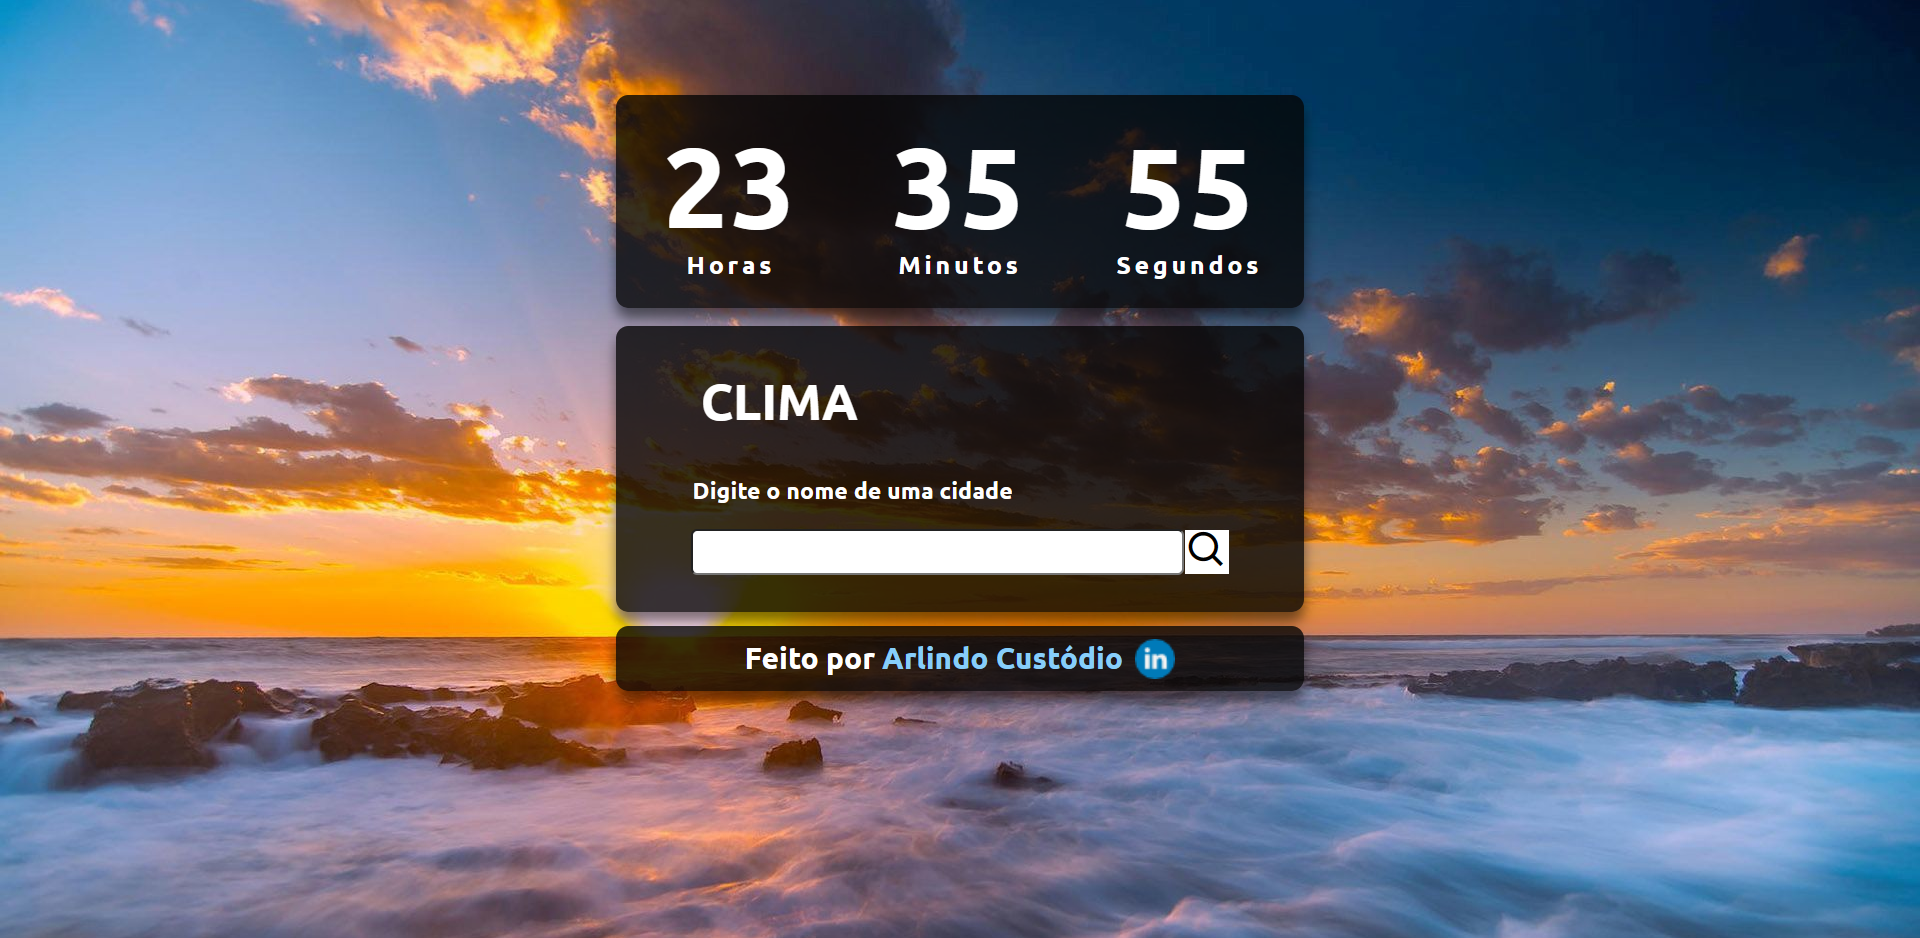 23 35 55
Horas Minutos Segundos
CLIMA
Digite o nome de uma cidade
Feito por Arlindo Custódio in